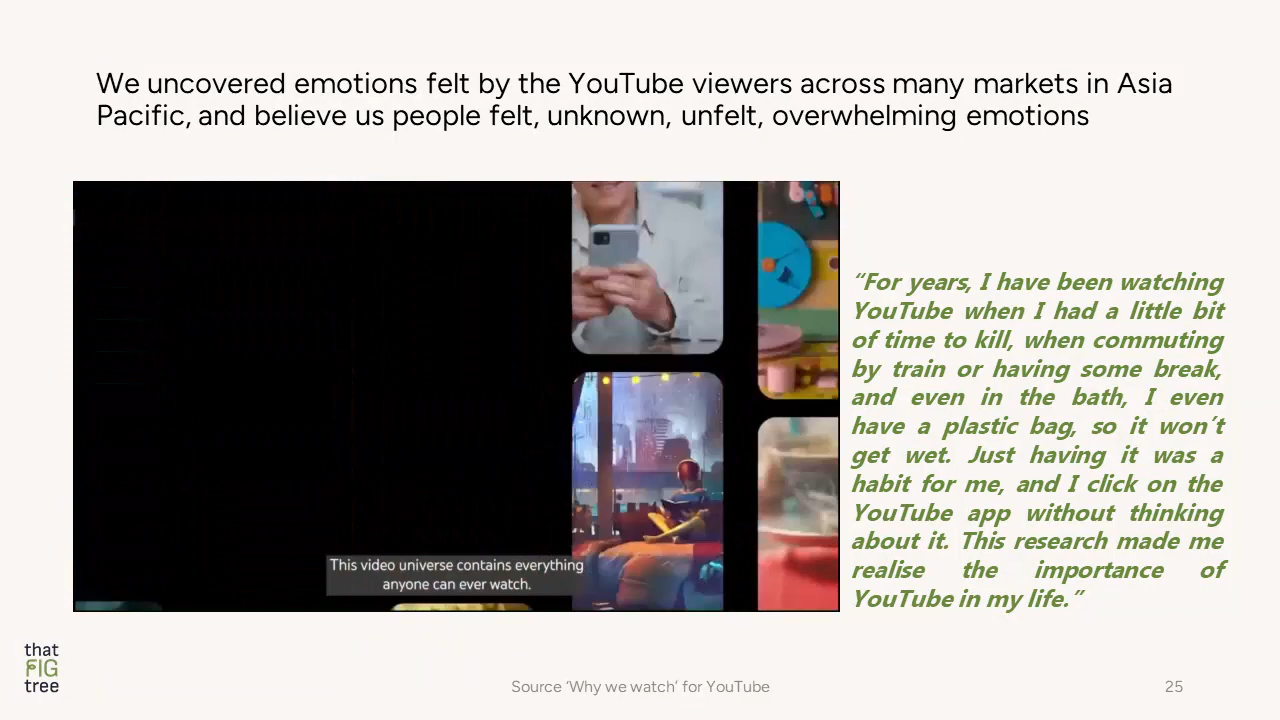 We uncovered emotions felt by the YouTube viewers across many markets in Asia
Pacific, and believe us people felt, unknown, unfelt, overwhelming emotions
This video universe contains everything
anyone can ever watch.
“For years, I have been watching
YouTube when I had a little bit
of time to kill, when commuting
by train or having some break,
and even in the bath, I even
have a plastic bag, so it won’t
get wet. Just having it was a
habit for me, and I click on the
YouTube app without thinking
about it. This research made me
realise the importance of
YouTube in my life.”
that
FIG
tree
Source ‘Why we watch’ for YouTube
25